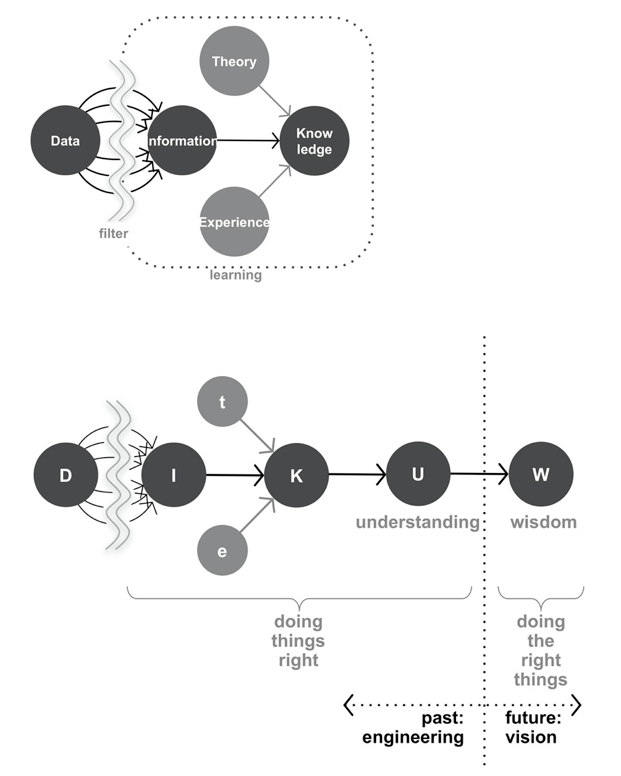 Theory
Data
nformation
Know
ledge
Experience
filter
learning
t
D
I
K
U
W
e
understanding
wisdom
doing
things
right
doing
the
right
things
past:
engineering
future:
vision